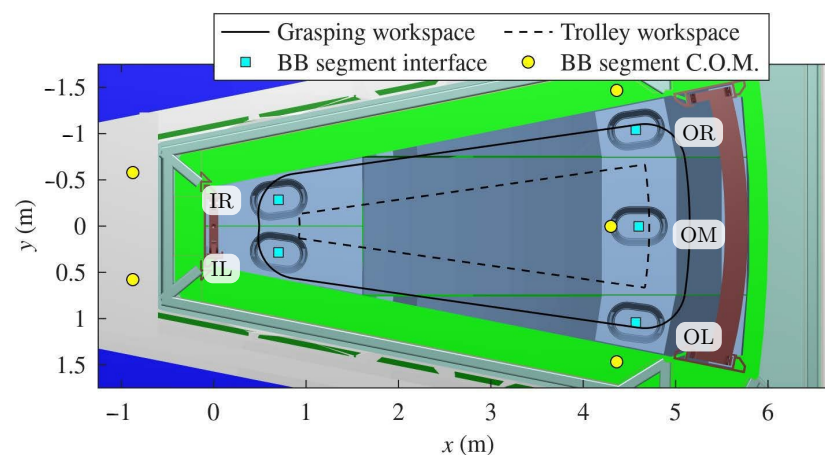 Grasping workspace
Trolley workspace
BB segment interface
BB segment C.O.M.
−1.5
−1
−0.5
0
0.5
1
1.5
y (m)
IR
IL
OR
OM
OL
−1
0
1
2
3
4
5
6
x (m)